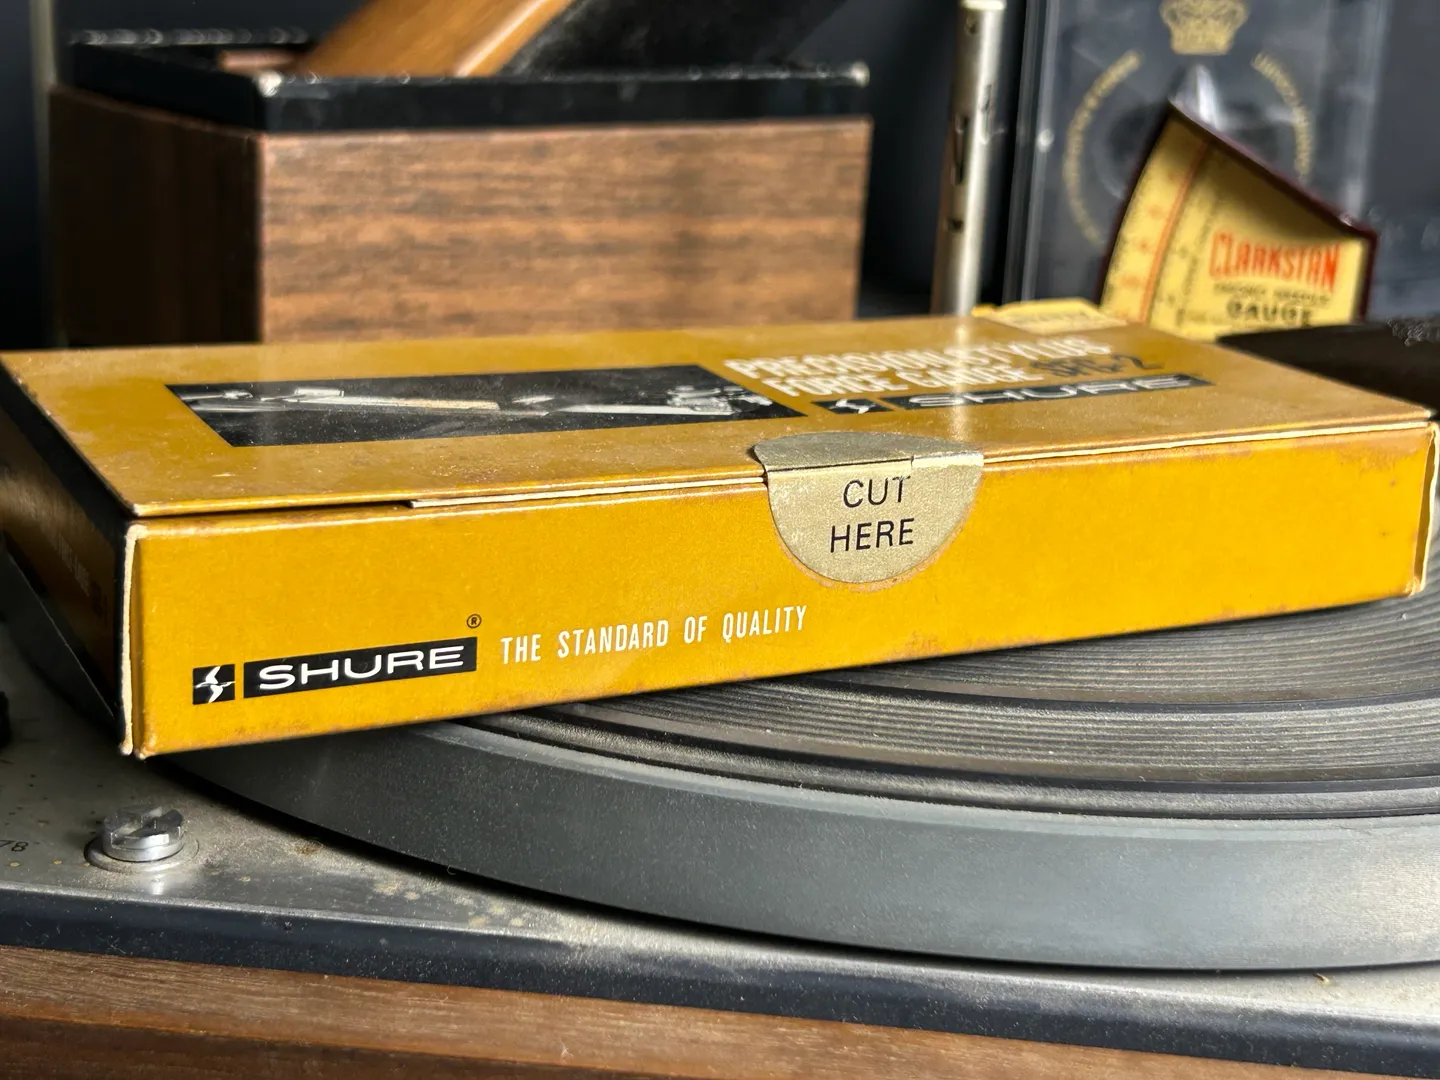 CLARKSTAN
GAUGE
PRECISION STYLUS
FORCE GAUGE SFG-2
SHURE
CUT
HERE
SHURE ® THE STANDARD OF QUALITY
78